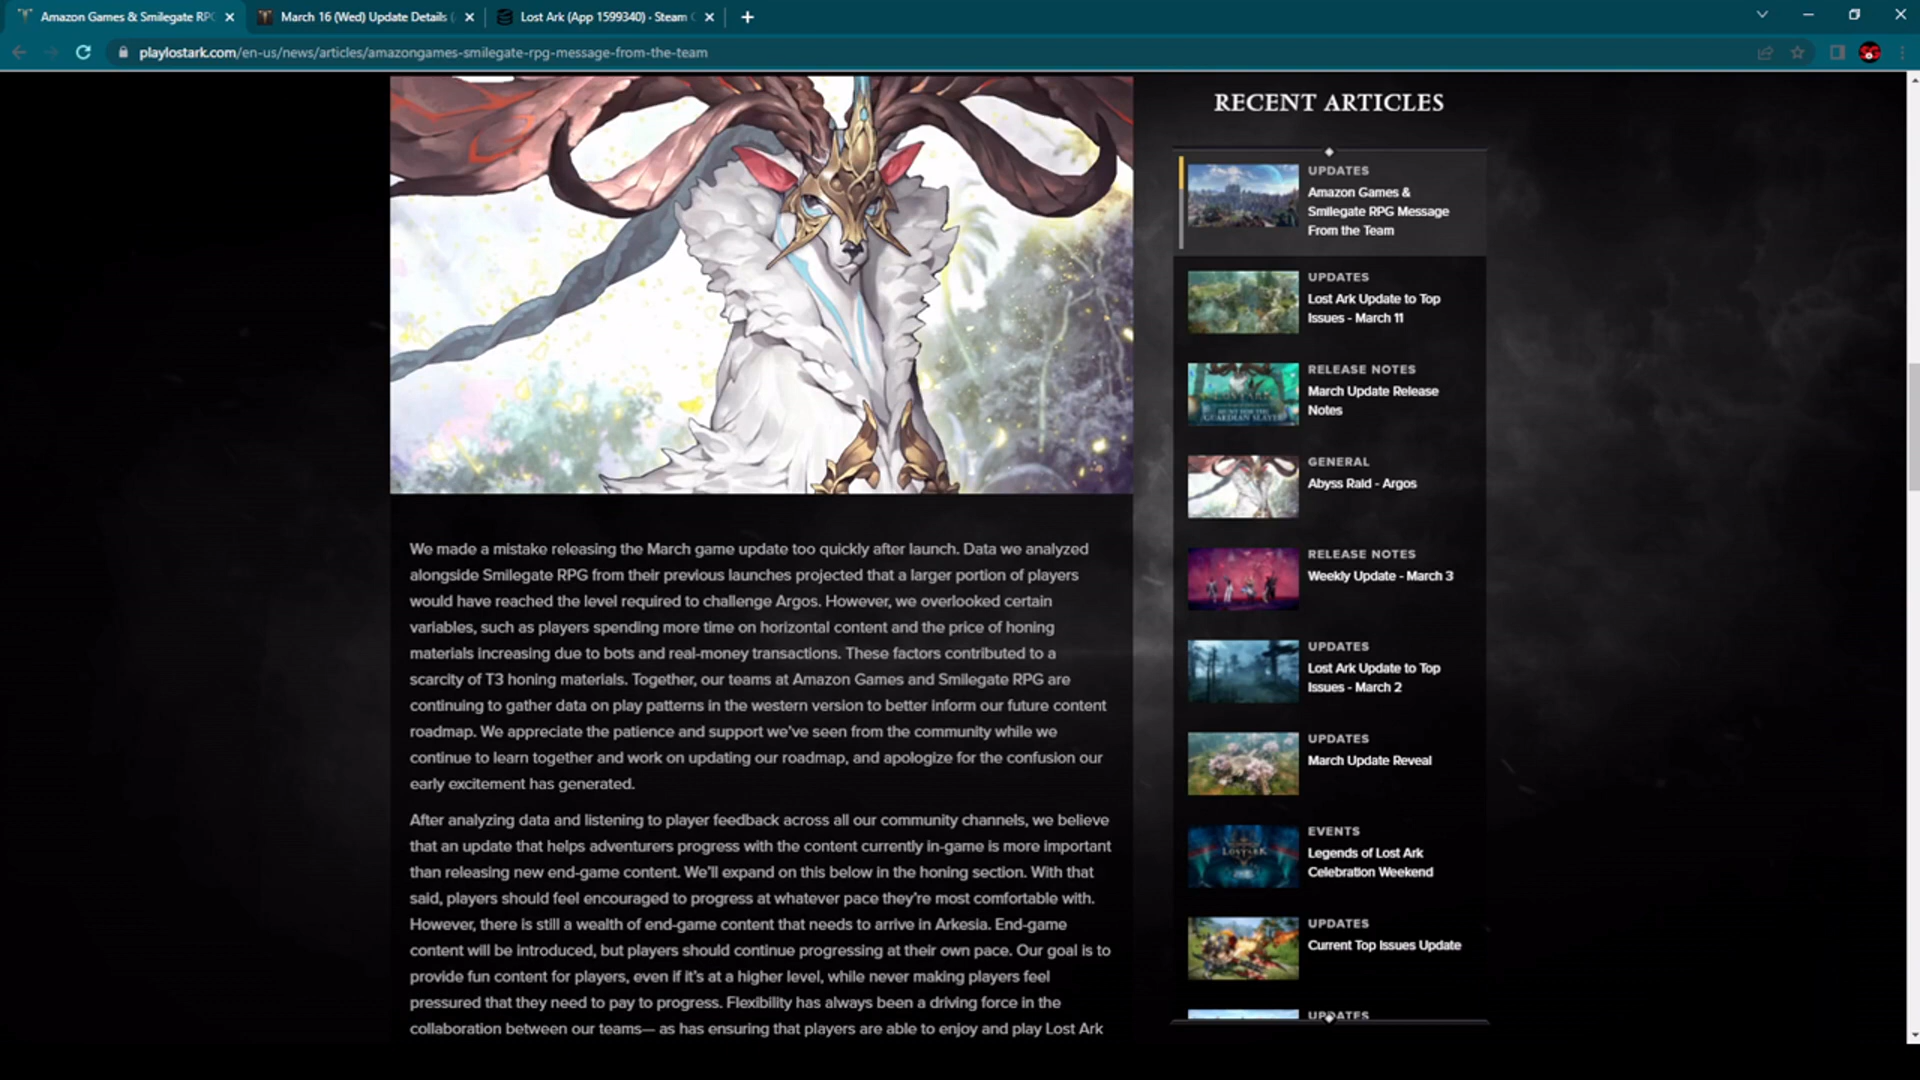 Amazon Games & Smilegate RPG
March 16 (Wed) Update Details (
Lost Ark (App 1599340) · Steam
playlostark.com/en-us/news/articles/amazongames-smilegate-rpg-message-from-the-team
We made a mistake releasing the March game update too quickly after launch. Data we analyzed
alongside Smilegate RPG from their previous launches projected that a larger portion of players
would have reached the level required to challenge Argos. However, we overlooked certain
variables, such as players spending more time on horizontal content and the price of honing
materials increasing due to bots and real-money transactions. These factors contributed to a
scarcity of T3 honing materials. Together, our teams at Amazon Games and Smilegate RPG are
continuing to gather data on play patterns in the western version to better inform our future content
roadmap. We appreciate the patience and support we've seen from the community while we
continue to learn together and work on updating our roadmap, and apologize for the confusion our
early excitement has generated.
After analyzing data and listening to player feedback across all our community channels, we believe
that an update that helps adventurers progress with the content currently in-game is more important
than releasing new end-game content. We'll expand on this below in the honing section. With that
said, players should feel encouraged to progress at whatever pace they're most comfortable with.
However, there is still a wealth of end-game content that needs to arrive in Arkesia. End-game
content will be introduced, but players should continue progressing at their own pace. Our goal is to
provide fun content for players, even if it's at a higher level, while never making players feel
pressured that they need to pay to progress. Flexibility has always been a driving force in the
collaboration between our teams— as has ensuring that players are able to enjoy and play Lost Ark
RECENT ARTICLES
UPDATES
Amazon Games &
Smilegate RPG Message
From the Team
UPDATES
Lost Ark Update to Top
Issues - March 11
RELEASE NOTES
March Update Release
Notes
LOST ARK
HUNT FOR THE
GUARDIAN SLAYER
GENERAL
Abyss Raid - Argos
RELEASE NOTES
Weekly Update - March 3
UPDATES
Lost Ark Update to Top
Issues - March 2
UPDATES
March Update Reveal
EVENTS
Legends of Lost Ark
Celebration Weekend
LOST ARK
UPDATES
Current Top Issues Update
UPDATES